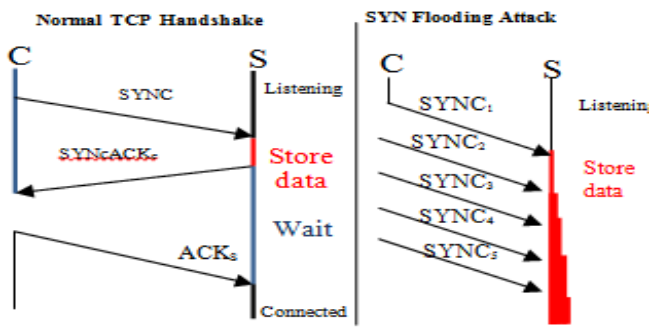 Normal TCP Handshake
C
S
SYNC
Listening
SYNcACKc
Store
data
Wait
ACKs
Connected
SYN Flooding Attack
C
S
SYNC1
Listening
SYNC2
SYNC3
Store
data
SYNC4
SYNC5